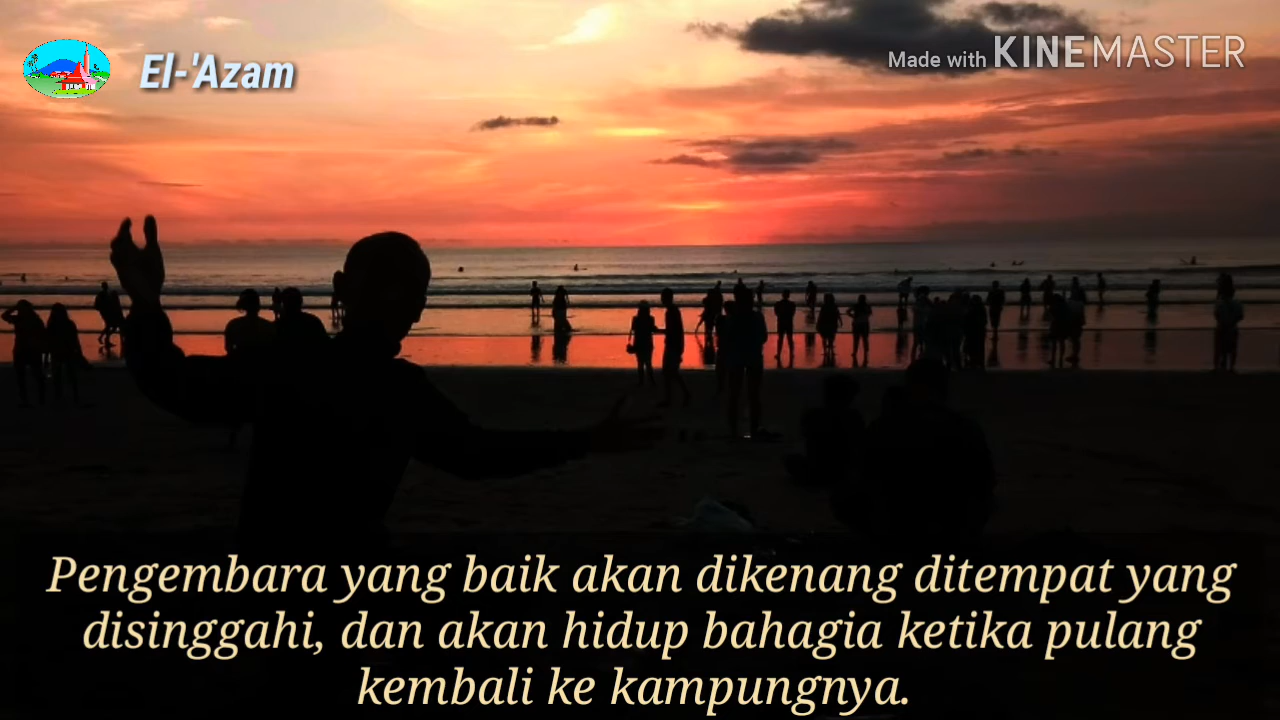 El-'Azam
Made with KINEMASTER
Pengembara yang baik akan dikenang ditempat yang
disinggahi, dan akan hidup bahagia ketika pulang
kembali ke kampungnya.